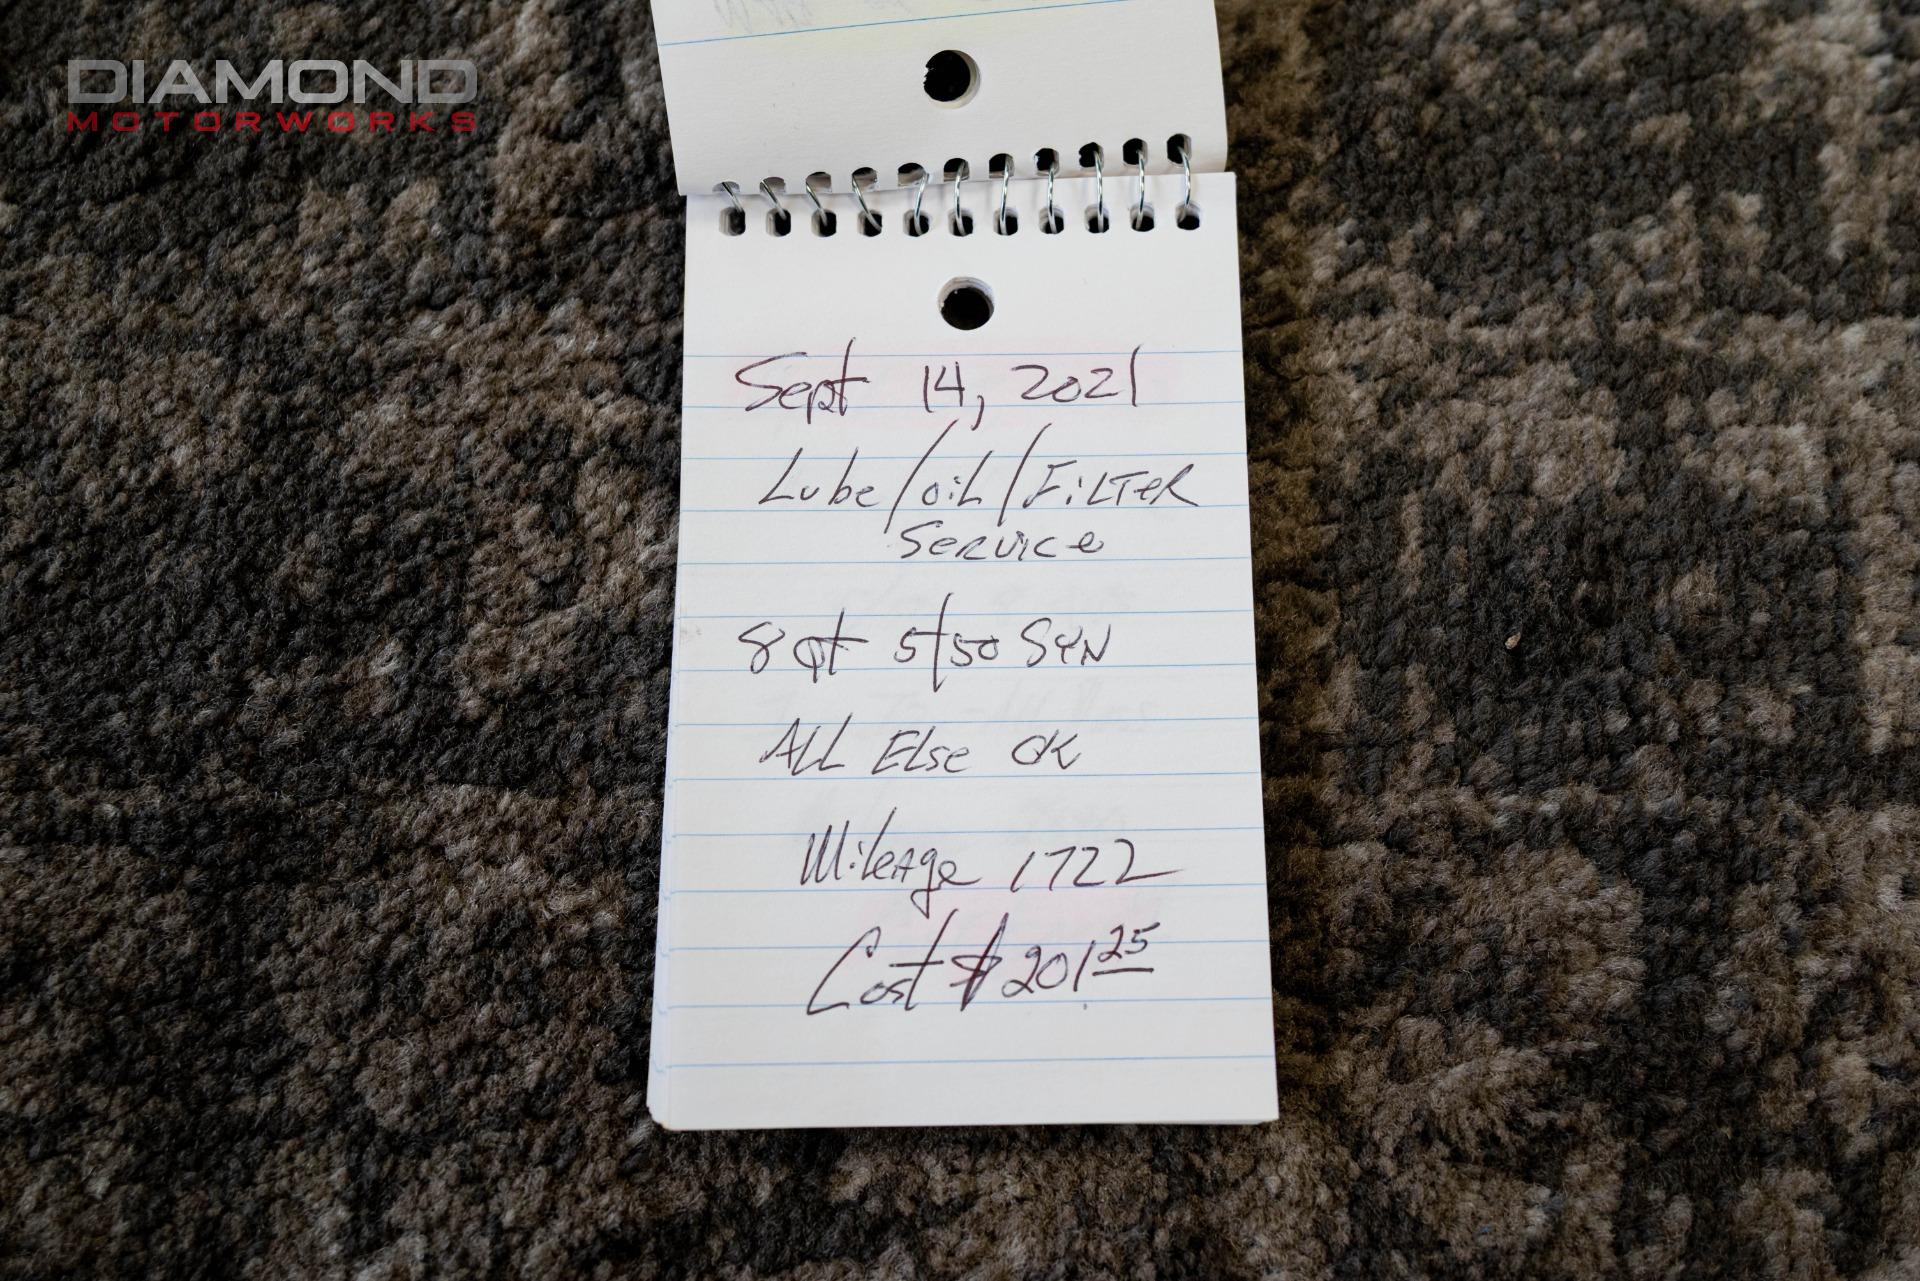 DIAMOND
MOTORWORKS
Sept 14, 2021
Lube/oiL/FiLTeR
SeRvice
8 qt 5/50 SYN
ALL ELse OK
MiLeAge 1722
Cost $201 25